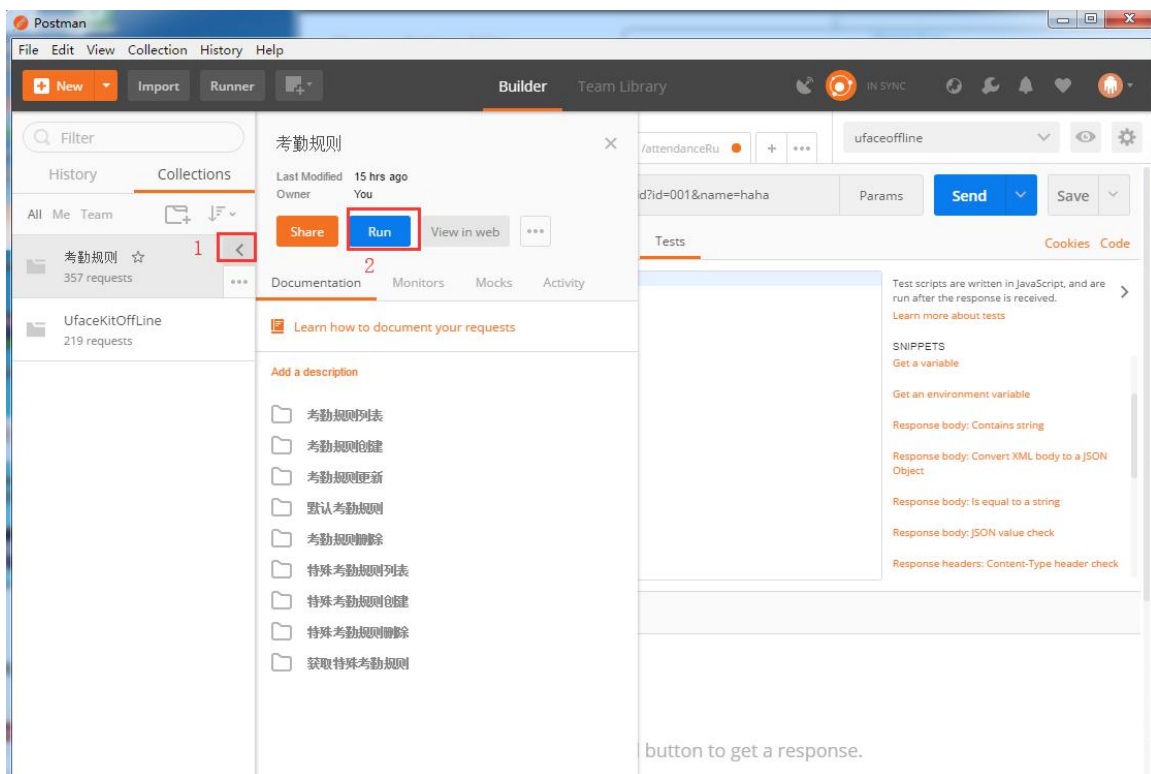 Postman
File Edit View Collection History Help
New Import Runner Builder Team Library IN SYNC
Filter
History Collections
All Me Team
考勤规则 1
357 requests
UfaceKitOffLine
219 requests
考勤规则
Last Modified 15 hrs ago
Owner You
Share Run View in web
2
Documentation Monitors Mocks Activity
Learn how to document your requests
Add a description
考勤规则列表
考勤规则创建
考勤规则更新
默认考勤规则
考勤规则删除
特殊考勤规则列表
特殊考勤规则创建
特殊考勤规则删除
获取特殊考勤规则
/attendanceRu + •••
ufaceoffline
d?id=001&name=haha Params Send Save
Tests Cookies Code
Test scripts are written in JavaScript, and are
run after the response is received.
Learn more about tests
SNIPPETS
Get a variable
Get an environment variable
Response body: Contains string
Response body: Convert XML body to a JSON
Object
Response body: Is equal to a string
Response body: JSON value check
Response headers: Content-Type header check
button to get a response.